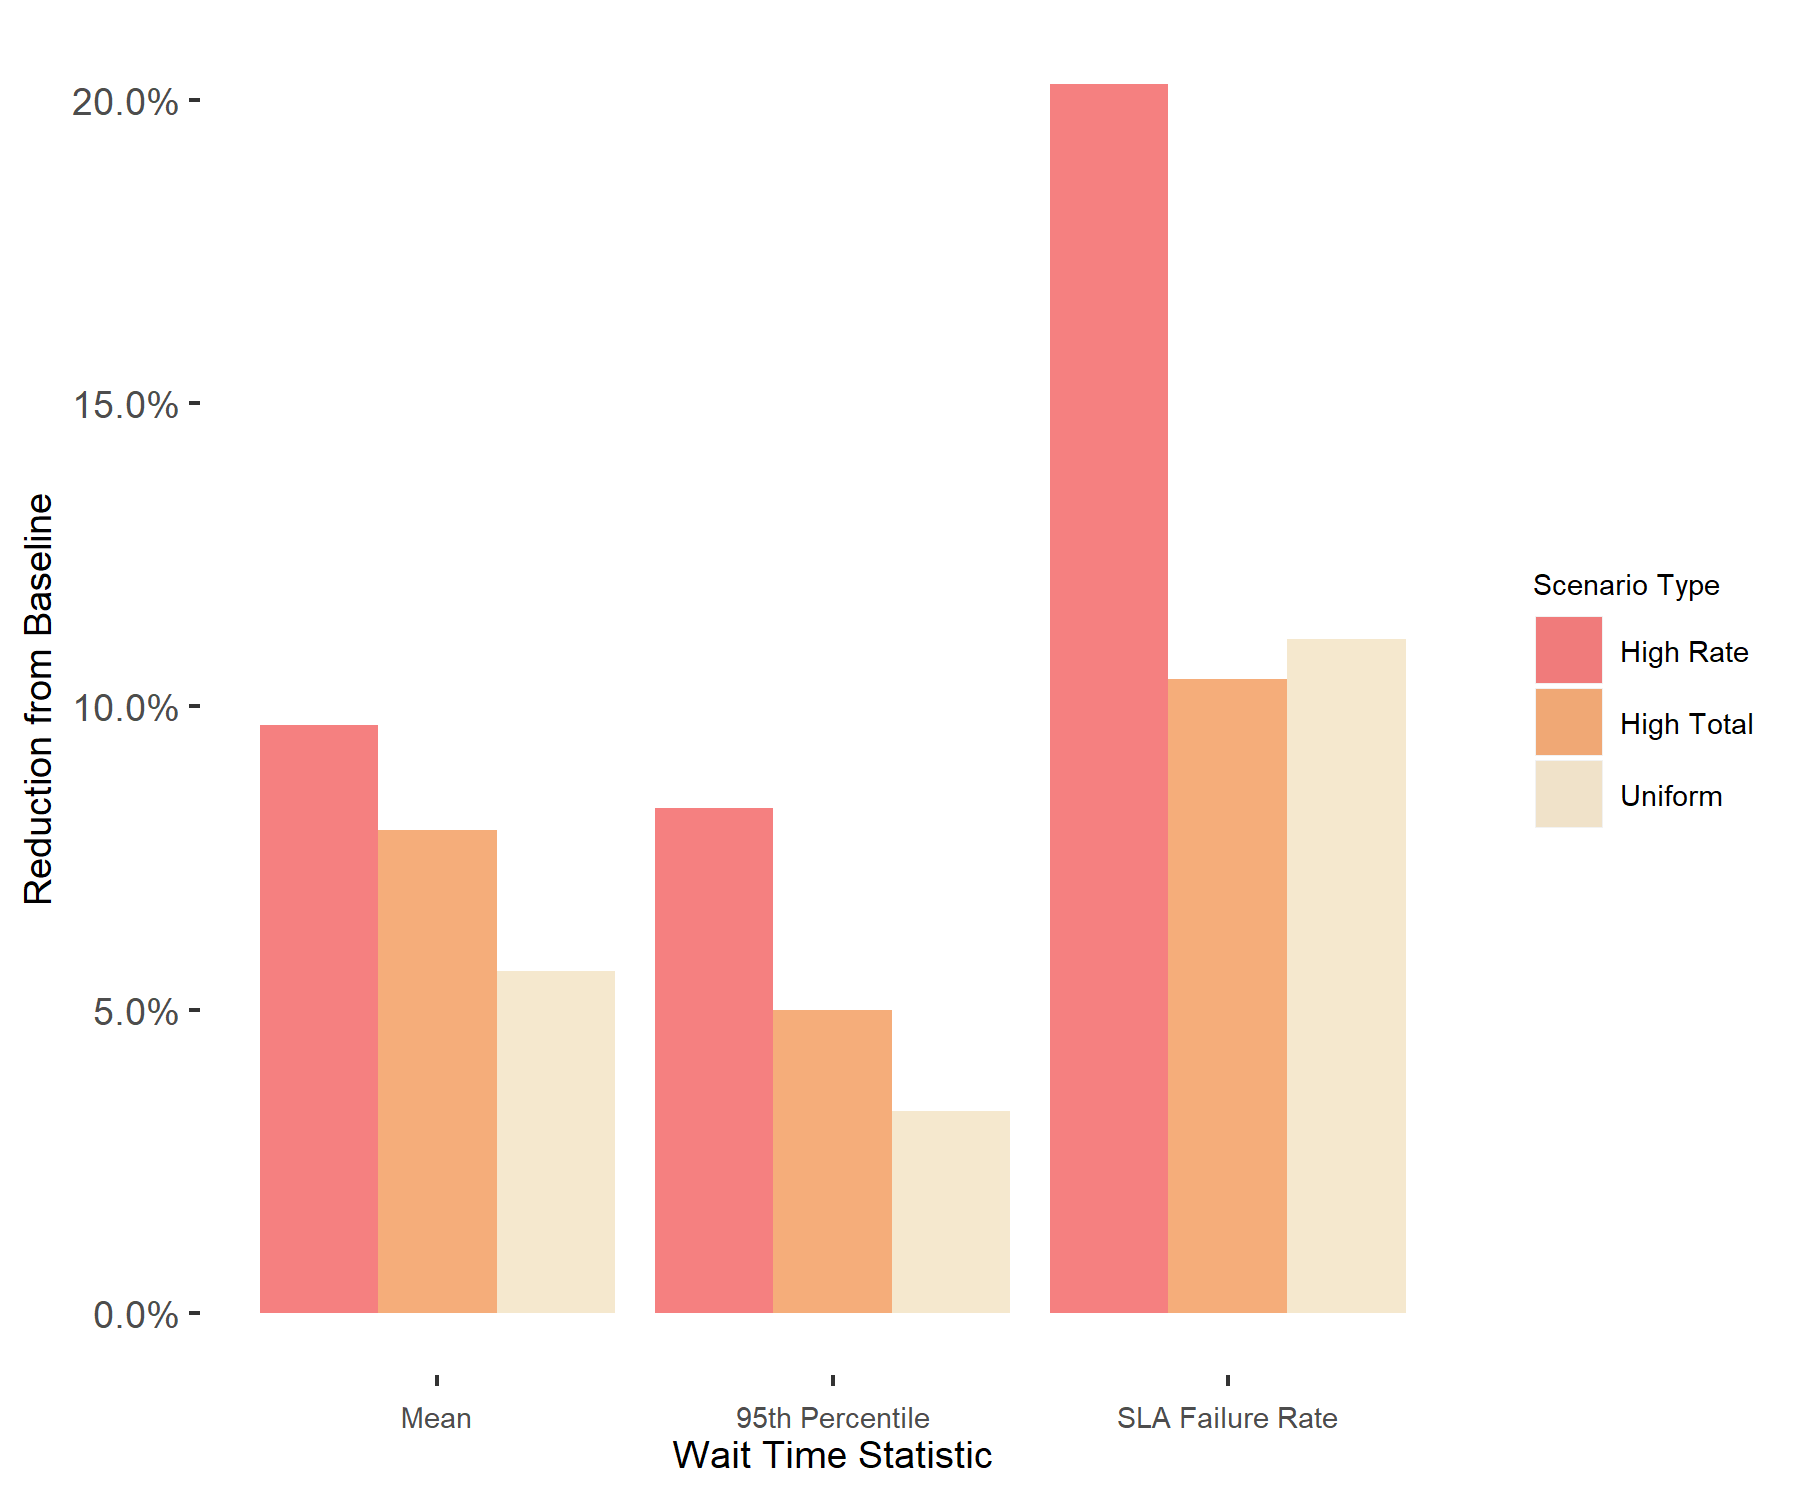 20.0%
15.0%
10.0%
5.0%
0.0%
Reduction from Baseline
Mean
95th Percentile
SLA Failure Rate
Wait Time Statistic
Scenario Type
High Rate
High Total
Uniform